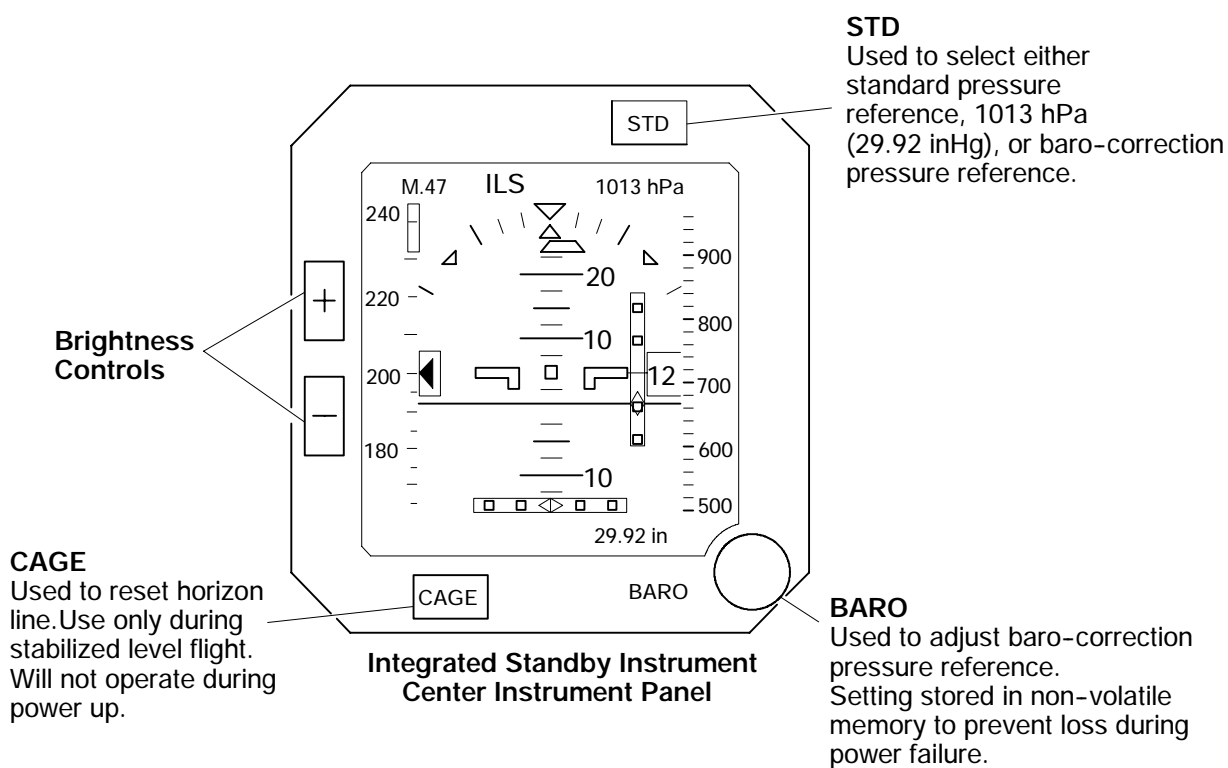 STD
Used to select either
standard pressure
reference, 1013 hPa
(29.92 inHg), or baro-correction
pressure reference.
STD
M.47
ILS
1013 hPa
240
220
200
180
20
10
10
900
800
700
600
500
12
29.92 in
+
−
Brightness
Controls
CAGE
Used to reset horizon
line.Use only during
stabilized level flight.
Will not operate during
power up.
CAGE
BARO
BARO
Used to adjust baro-correction
pressure reference.
Setting stored in non-volatile
memory to prevent loss during
power failure.
Integrated Standby Instrument
Center Instrument Panel